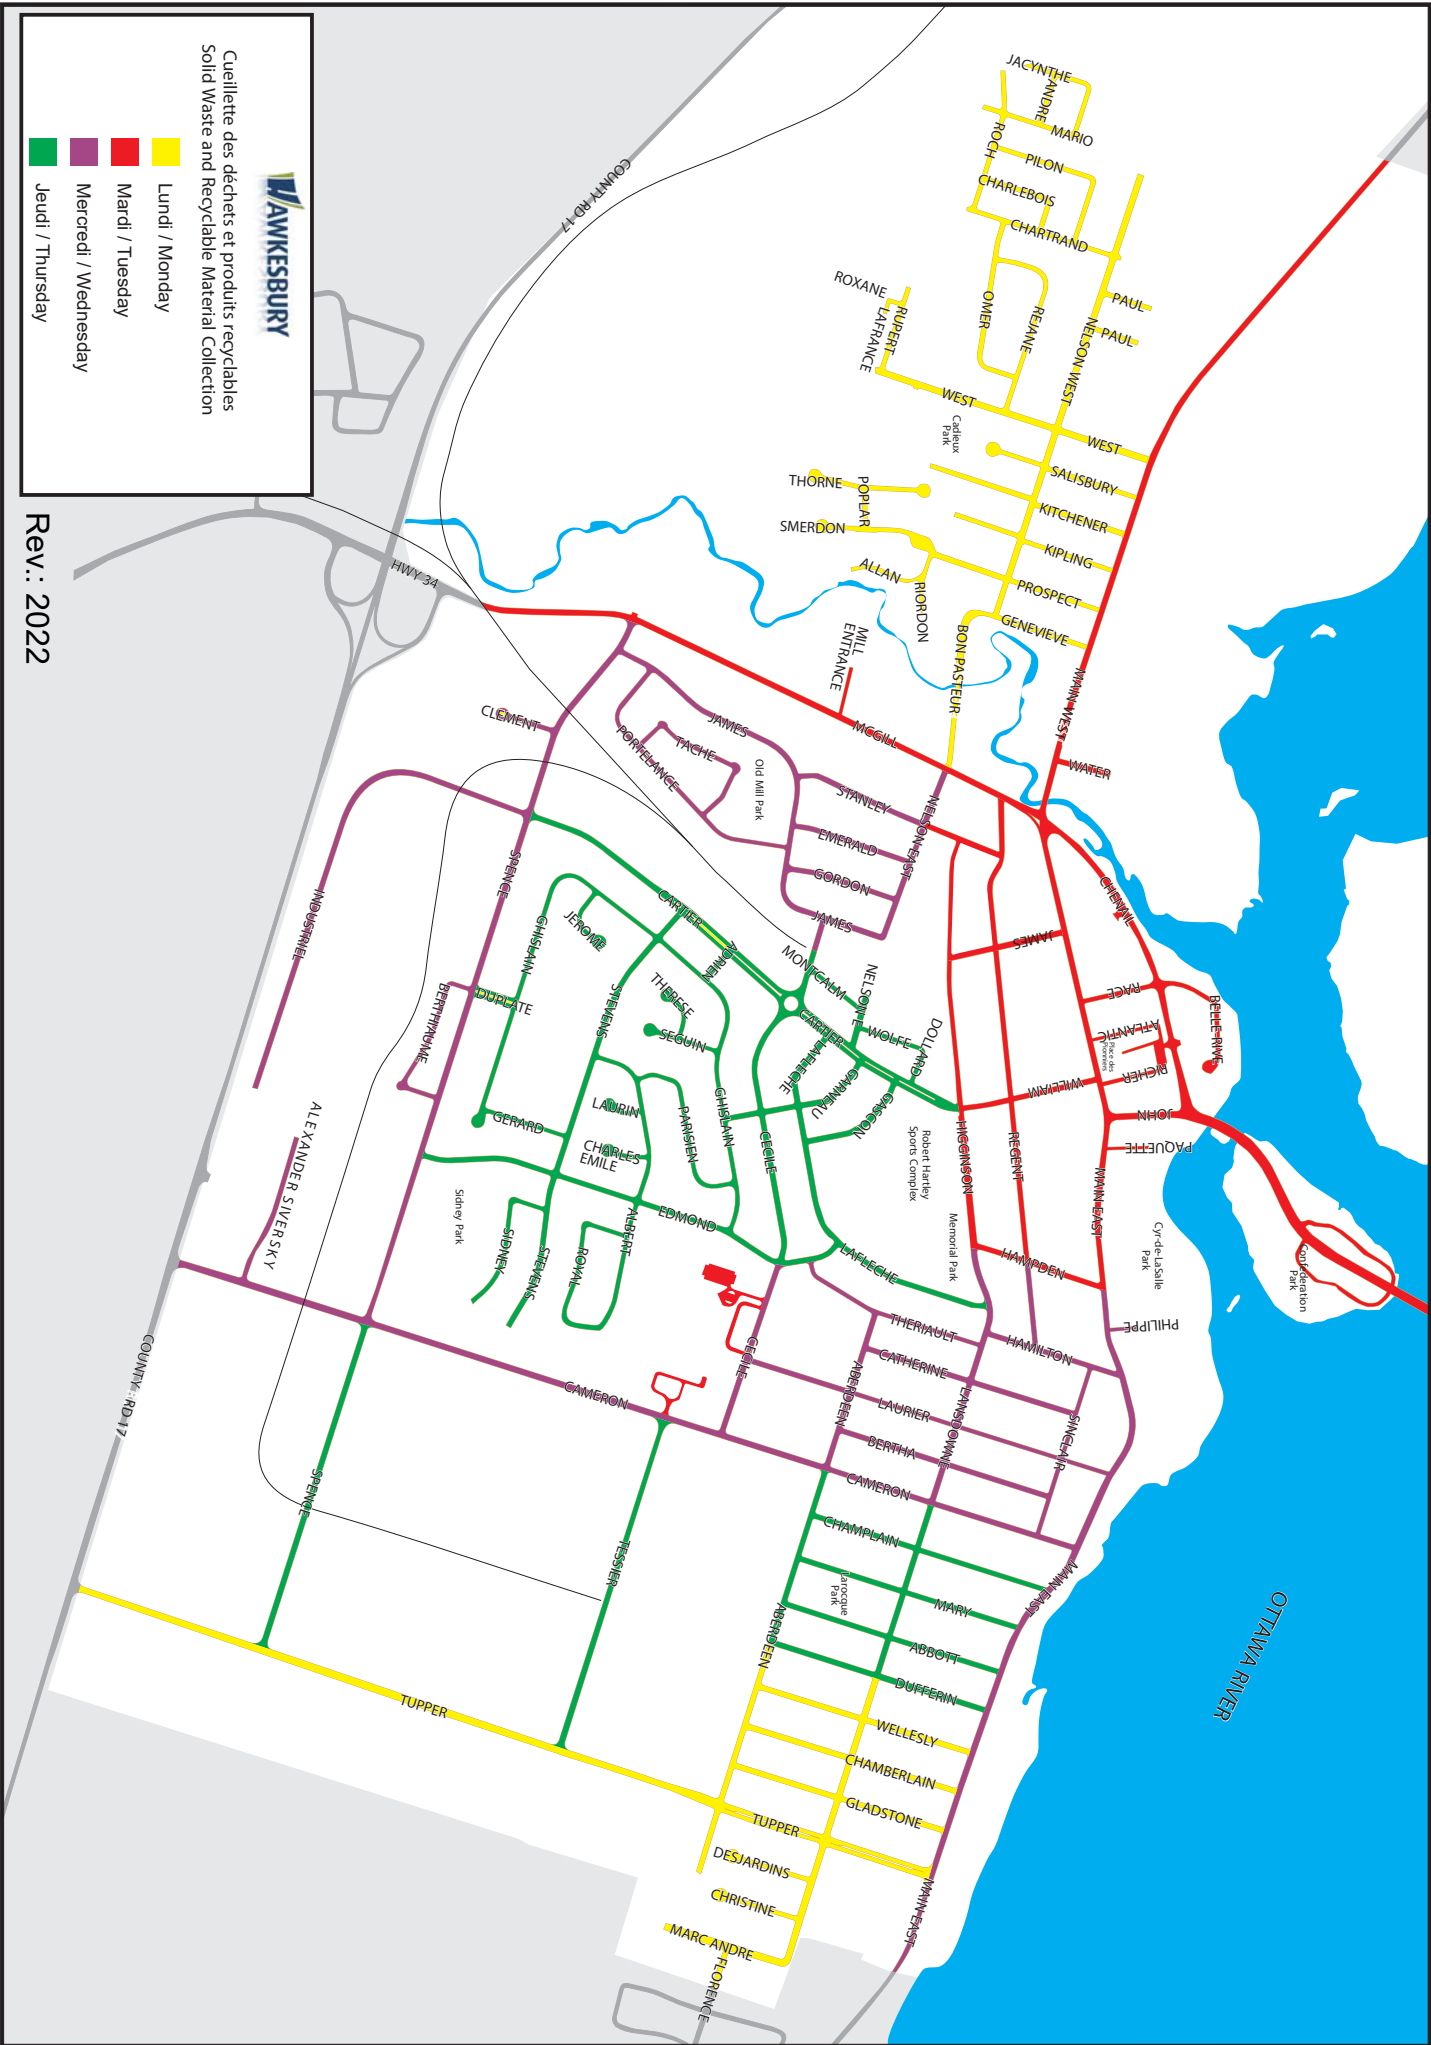 HAWKESBURY
Cueillette des déchets et produits recyclables
Solid Waste and Recyclable Material Collection
Lundi / Monday
Mardi / Tuesday
Mercredi / Wednesday
Jeudi / Thursday
Rev.: 2022
COUNTY RD 17
HWY 34
JACYNTHE
ANDRE
MARIO
ROCH
PILON
CHARLEBOIS
CHARTRAND
PAUL
PAUL
NELSON WEST
OMER
REJANE
ROXANE
RUPERT
LAFRANCE
WEST
WEST
Cadieux
Park
SALISBURY
KITCHENER
KIPLING
PROSPECT
GENEVIEVE
THORNE
POPLAR
SMERDON
ALLAN
RIORDON
BON PASTEUR
MILL
ENTRANCE
MAIN WEST
WATER
MCGILL
CLEMENT
JAMES
TACHE
PORTELANCE
Old Mill Park
STANLEY
EMERALD
GORDON
JAMES
NELSON EAST
CHENAIL
JAMES
RACE
ATLANTIC
Place des
Pionniers
RICHER
BELLE-RIVE
WILLIAM
JOHN
PAQUETTE
MAIN EAST
REGENT
HIGGINSON
HAMPDEN
Confederation
Park
Cyr-de-LaSalle
Park
PHILIPPE
Robert Hartley
Sports Complex
Memorial Park
INDUSTRIEL
SPENCE
GHISLAIN
JEROME
CARTIER
ADRIEN
MONTCALM
NELSON E
WOLFE
DOLLARD
CARTIER
LAFLECHE
GARNEAU
GASCON
DUPLATE
BERTHIAUME
STEVENS
THERESE
SEGUIN
GHISLAIN
GERARD
LAURIN
PARISIEN
CHARLES
EMILE
CECILE
EDMOND
ALBERT
ROYAL
SIDNEY
STEVENS
Sidney Park
ALEXANDER SIVERSKY
LAFLECHE
THERIAULT
HAMILTON
CATHERINE
LAURIER
BERTHA
ABERDEEN
LANSDOWNE
SINCLAIR
CECILE
CAMERON
CAMERON
COUNTY RD 17
SPENCE
TESSIER
CHAMPLAIN
Larocque
Park
MARY
ABBOTT
DUFFERIN
MAIN EAST
ABERDEEN
WELLESLY
CHAMBERLAIN
GLADSTONE
TUPPER
TUPPER
DESJARDINS
CHRISTINE
MARC ANDRE
FLORENCE
MAIN EAST
OTTAWA RIVER